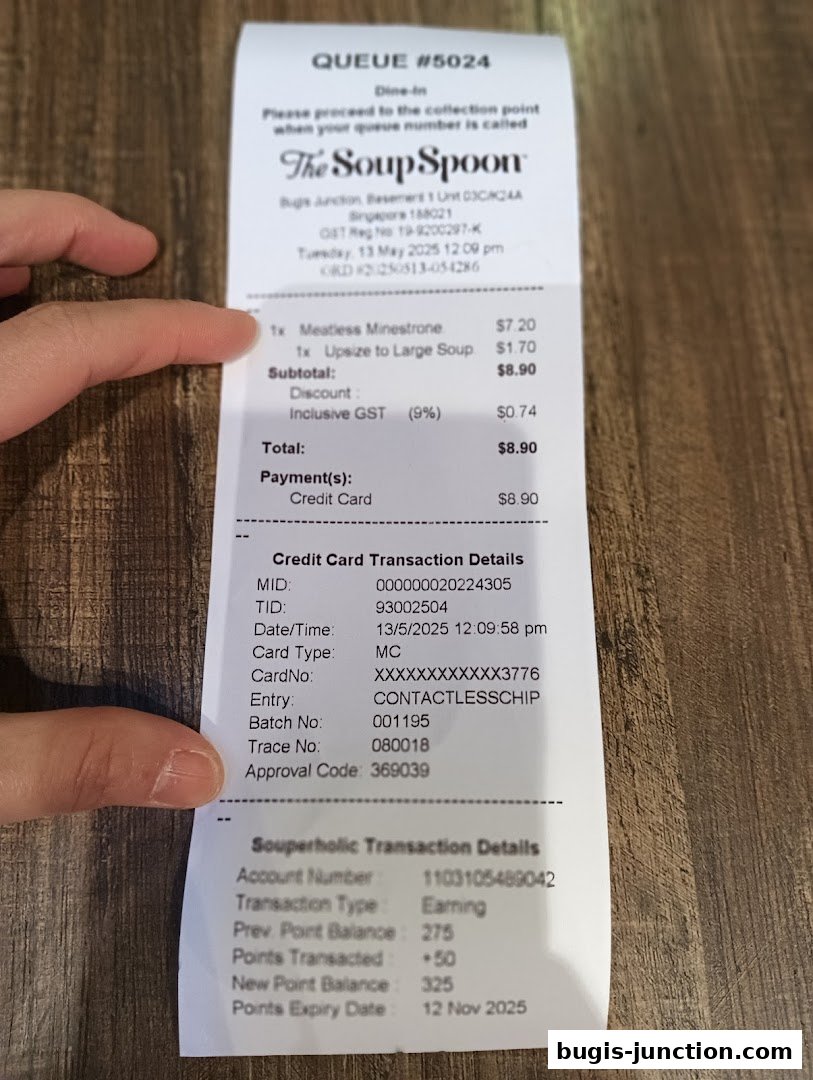 QUEUE #5024
Dine-In
Please proceed to the collection point
when your queue number is called
The Soup Spoon
Bugis Junction, Basement 1 Unit 03C/K24A
Singapore 188021
GST Reg No: 19-9200297-K
Tuesday, 13 May 2025 12:09 pm
ORD #20250513-054286
1x Meatless Minestrone $7.20
1x Upsize to Large Soup $1.70
Subtotal: $8.90
Discount :
Inclusive GST (9%) $0.74
Total: $8.90
Payment(s):
Credit Card $8.90
--
Credit Card Transaction Details
MID: 000000020224305
TID: 93002504
Date/Time: 13/5/2025 12:09:58 pm
Card Type: MC
CardNo: XXXXXXXXXXXX3776
Entry: CONTACTLESSCHIP
Batch No: 001195
Trace No: 080018
Approval Code: 369039
--
Souperholic Transaction Details
Account Number : 1103105489042
Transaction Type : Earning
Prev. Point Balance : 275
Points Transacted : +50
New Point Balance : 325
Points Expiry Date : 12 Nov 2025
bugis-junction.com